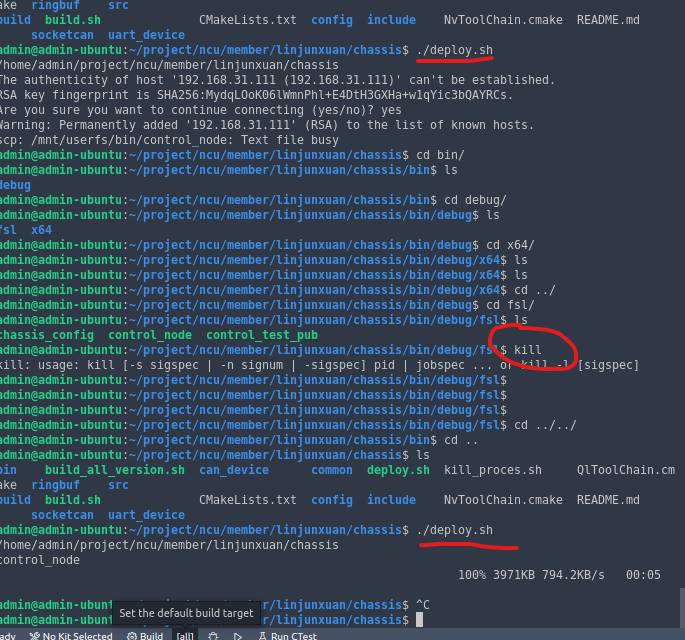 ake ringbuf src
build build.sh CMakeLists.txt config include NvToolChain.cmake README.md
socketcan uart_device
admin@admin-ubuntu:~/project/ncu/member/linjunxuan/chassis$ ./deploy.sh
/home/admin/project/ncu/member/linjunxuan/chassis
The authenticity of host '192.168.31.111 (192.168.31.111)' can't be established.
RSA key fingerprint is SHA256:MydqLOoK06lWmnPhl+E4DtH3GXHa+w1qYic3bQAYRCs.
Are you sure you want to continue connecting (yes/no)? yes
Warning: Permanently added '192.168.31.111' (RSA) to the list of known hosts.
scp: /mnt/userfs/bin/control_node: Text file busy
admin@admin-ubuntu:~/project/ncu/member/linjunxuan/chassis$ cd bin/
admin@admin-ubuntu:~/project/ncu/member/linjunxuan/chassis/bin$ ls
debug
admin@admin-ubuntu:~/project/ncu/member/linjunxuan/chassis/bin$ cd debug/
admin@admin-ubuntu:~/project/ncu/member/linjunxuan/chassis/bin/debug$ ls
fsl x64
admin@admin-ubuntu:~/project/ncu/member/linjunxuan/chassis/bin/debug$ cd x64/
admin@admin-ubuntu:~/project/ncu/member/linjunxuan/chassis/bin/debug/x64$ ls
admin@admin-ubuntu:~/project/ncu/member/linjunxuan/chassis/bin/debug/x64$ ls
admin@admin-ubuntu:~/project/ncu/member/linjunxuan/chassis/bin/debug/x64$ cd ../
admin@admin-ubuntu:~/project/ncu/member/linjunxuan/chassis/bin/debug$ cd fsl/
admin@admin-ubuntu:~/project/ncu/member/linjunxuan/chassis/bin/debug/fsl$ ls
chassis_config control_node control_test_pub
admin@admin-ubuntu:~/project/ncu/member/linjunxuan/chassis/bin/debug/fsl$ kill
kill: usage: kill [-s sigspec | -n signum | -sigspec] pid | jobspec ... or kill -l [sigspec]
admin@admin-ubuntu:~/project/ncu/member/linjunxuan/chassis/bin/debug/fsl$
admin@admin-ubuntu:~/project/ncu/member/linjunxuan/chassis/bin/debug/fsl$
admin@admin-ubuntu:~/project/ncu/member/linjunxuan/chassis/bin/debug/fsl$
admin@admin-ubuntu:~/project/ncu/member/linjunxuan/chassis/bin/debug/fsl$ cd ../../
admin@admin-ubuntu:~/project/ncu/member/linjunxuan/chassis/bin$ cd ..
admin@admin-ubuntu:~/project/ncu/member/linjunxuan/chassis$ ls
bin build_all_version.sh can_device common deploy.sh kill_proces.sh QlToolChain.cm
ake ringbuf src
build build.sh CMakeLists.txt config include NvToolChain.cmake README.md
socketcan uart_device
admin@admin-ubuntu:~/project/ncu/member/linjunxuan/chassis$ ./deploy.sh
/home/admin/project/ncu/member/linjunxuan/chassis
control_node
100% 3971KB 794.2KB/s 00:05
admin@admin-ubuntu:~/project/ncu/member/linjunxuan/chassis$ ^C
admin@admin-ubuntu:~/project/ncu/member/linjunxuan/chassis$
Set the default build target
ady No Kit Selected Build [all] Run CTest